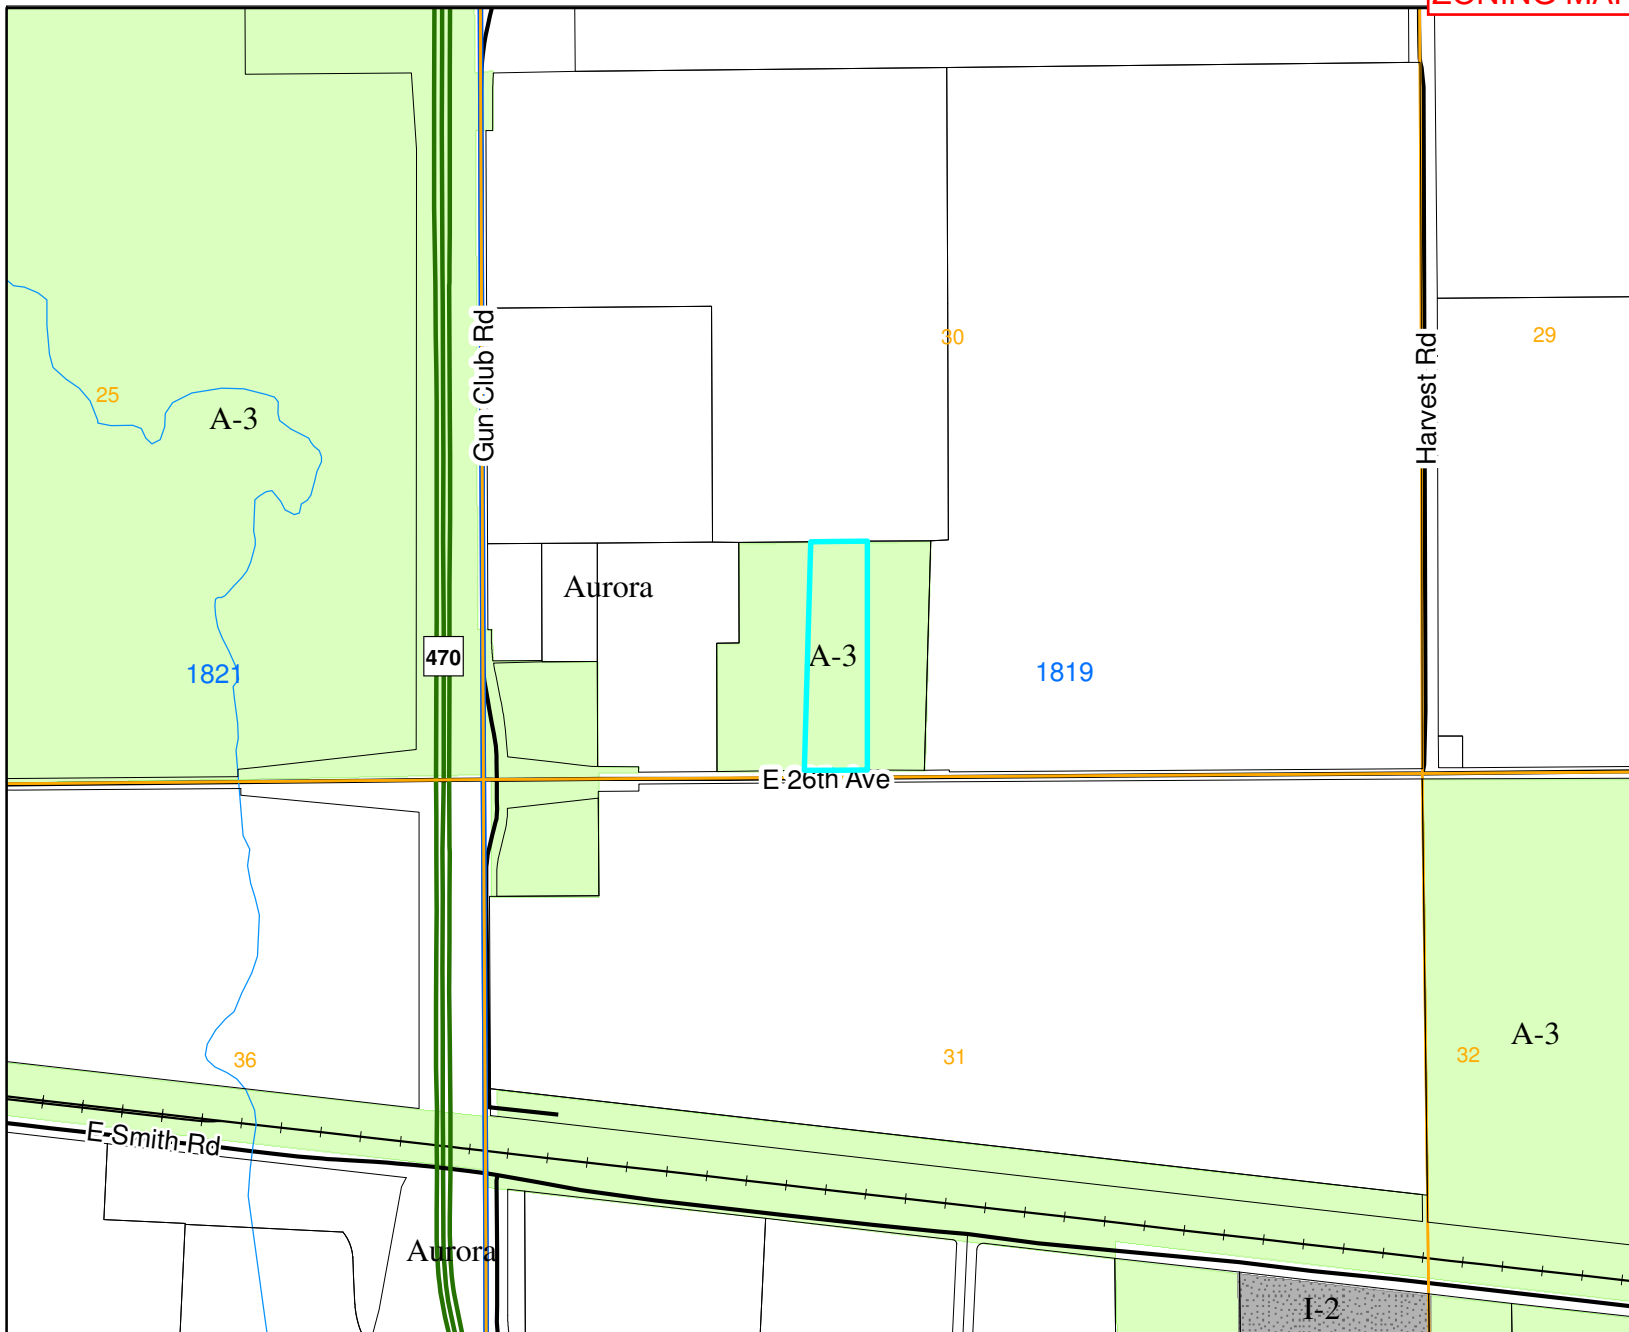 ZONING MAP
Gun Club Rd
Harvest Rd
30
29
25
A-3
Aurora
A-3
470
1821
1819
E 26th Ave
A-3
36
31
32
E Smith Rd
Aurora
I-2